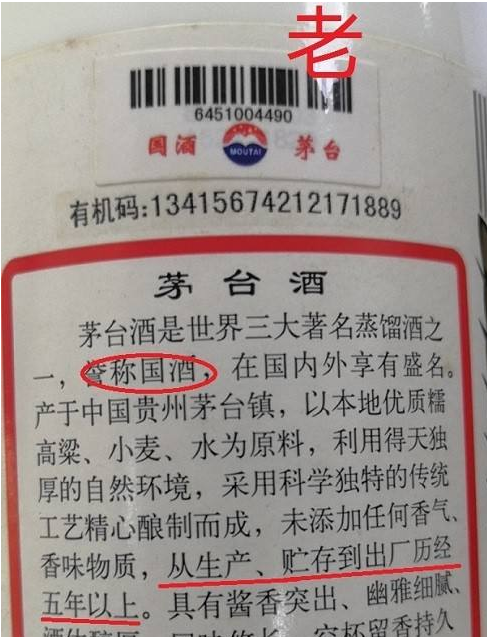 老
6451004490
国酒 MOUTAI 茅台
有机码:13415674212171889
茅台酒
茅台酒是世界三大著名蒸馏酒之
一，誉称国酒，在国内外享有盛名。
产于中国贵州茅台镇，以本地优质糯
高粱、小麦、水为原料，利用得天独
厚的自然环境，采用科学独特的传统
工艺精心酿制而成，未添加任何香气、
香味物质，从生产、贮存到出厂历经
五年以上。具有酱香突出、幽雅细腻、